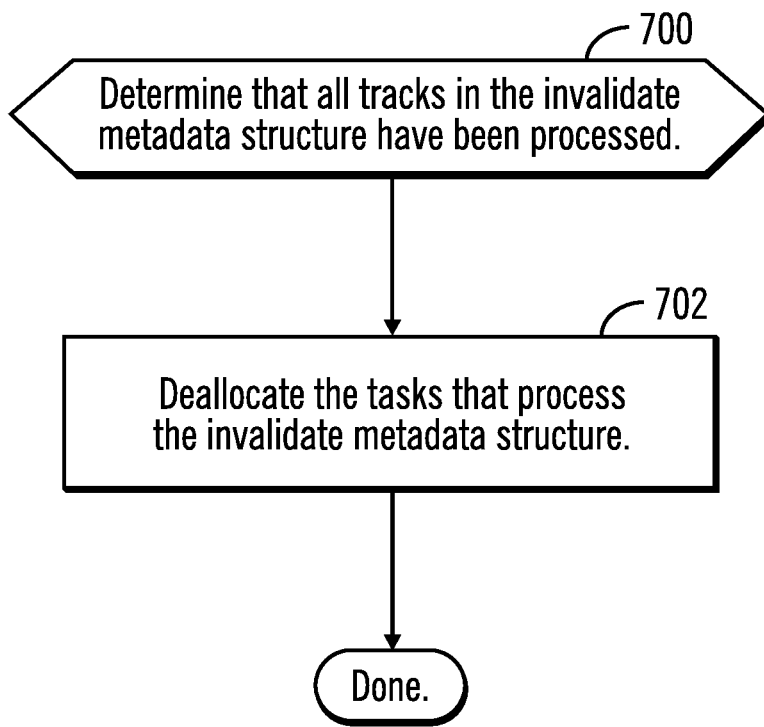 700
Determine that all tracks in the invalidate
metadata structure have been processed.
702
Deallocate the tasks that process
the invalidate metadata structure.
Done.